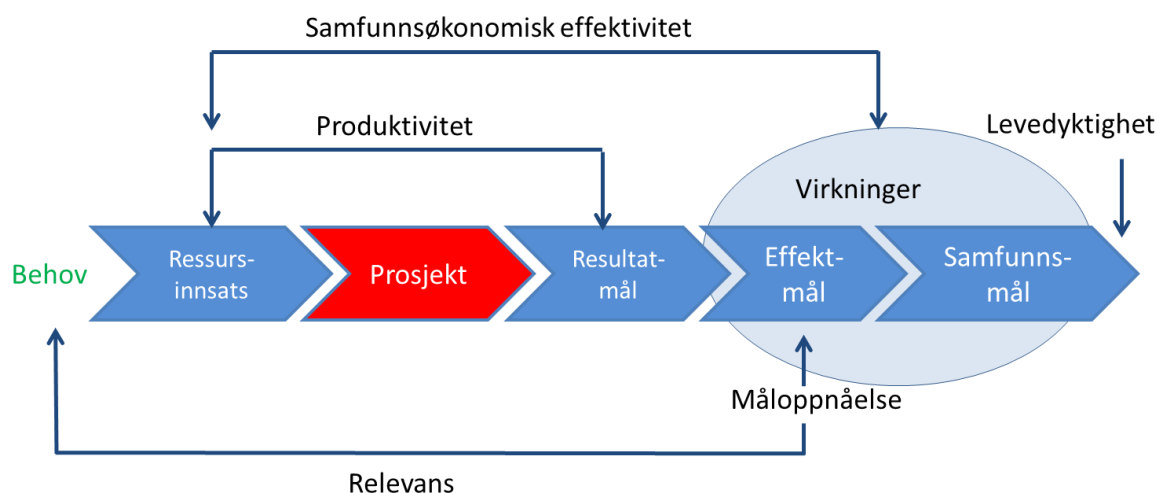 Samfunnsøkonomisk effektivitet
Produktivitet
Levedyktighet
Virkninger
Behov
Ressurs-
innsats
Prosjekt
Resultat-
mål
Effekt-
mål
Samfunns-
mål
Måloppnåelse
Relevans